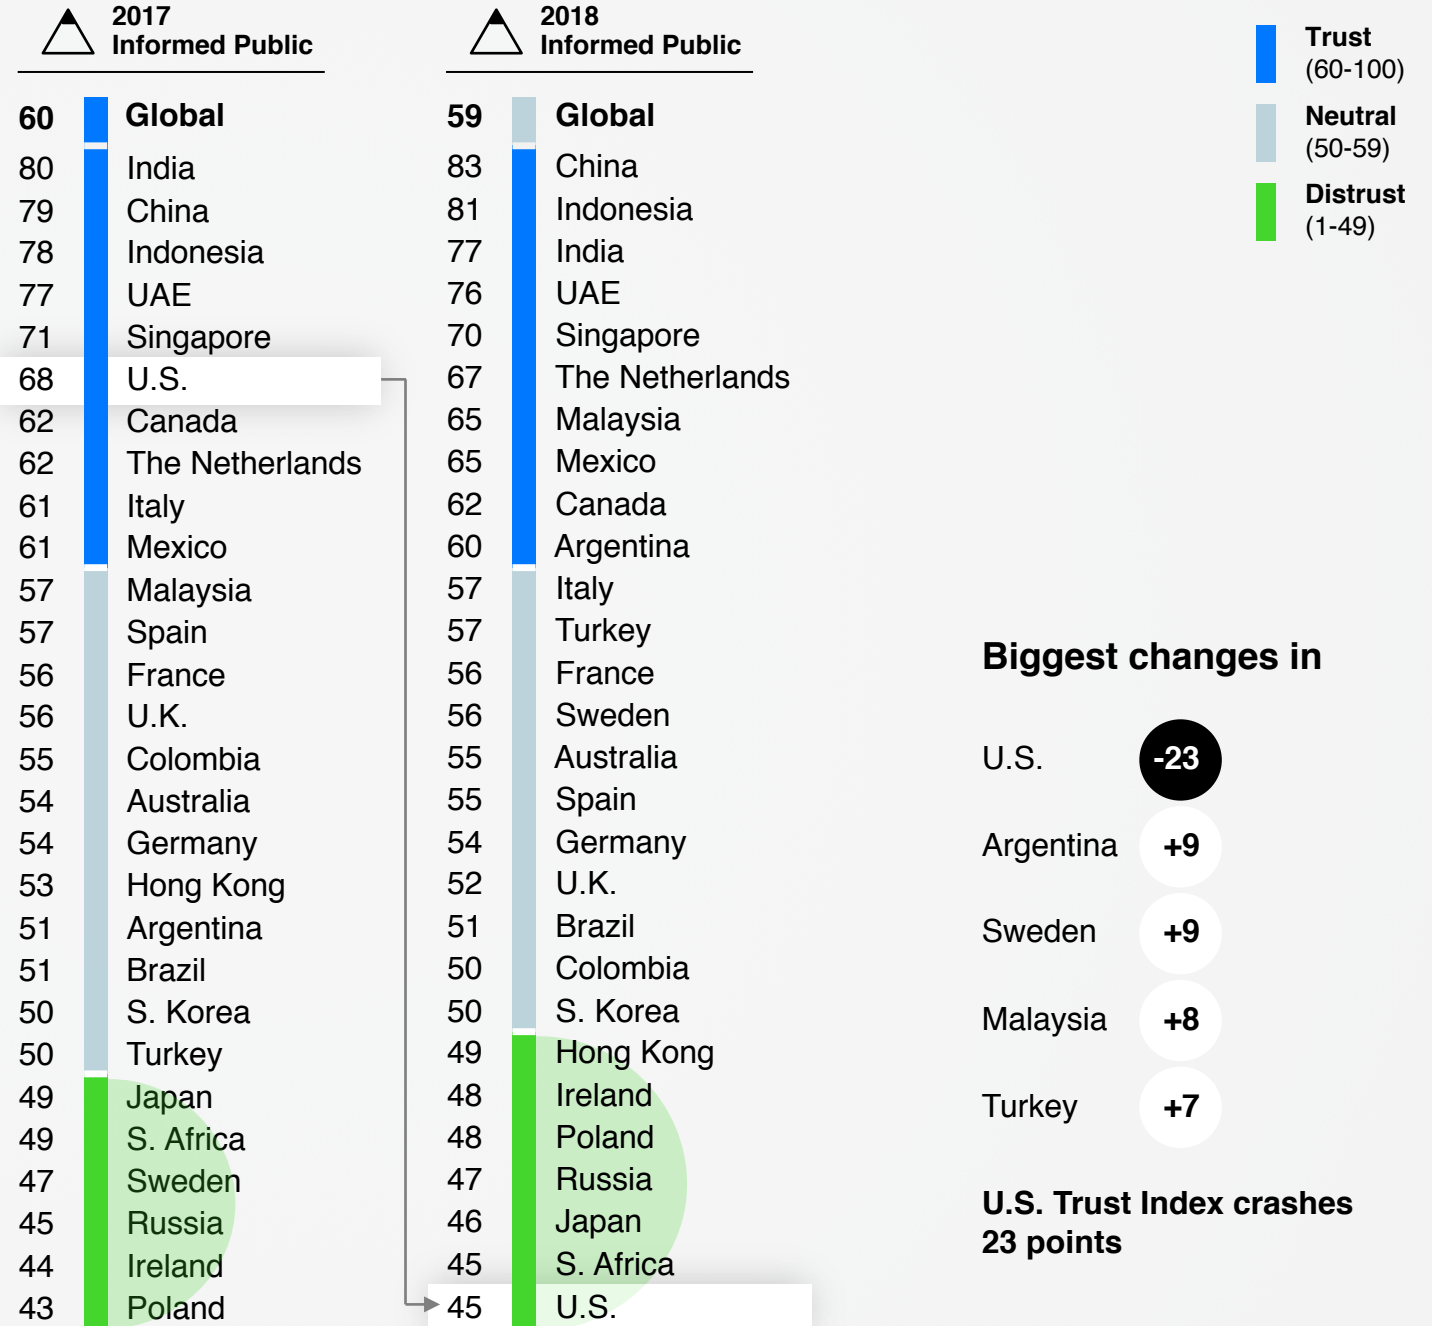 2017
Informed Public
60 Global
80 India
79 China
78 Indonesia
77 UAE
71 Singapore
68 U.S.
62 Canada
62 The Netherlands
61 Italy
61 Mexico
57 Malaysia
57 Spain
56 France
56 U.K.
55 Colombia
54 Australia
54 Germany
53 Hong Kong
51 Argentina
51 Brazil
50 S. Korea
50 Turkey
49 Japan
49 S. Africa
47 Sweden
45 Russia
44 Ireland
43 Poland
2018
Informed Public
59 Global
83 China
81 Indonesia
77 India
76 UAE
70 Singapore
67 The Netherlands
65 Malaysia
65 Mexico
62 Canada
60 Argentina
57 Italy
57 Turkey
56 France
56 Sweden
55 Australia
55 Spain
54 Germany
52 U.K.
51 Brazil
50 Colombia
50 S. Korea
49 Hong Kong
48 Ireland
48 Poland
47 Russia
46 Japan
45 S. Africa
45 U.S.
Trust
(60-100)
Neutral
(50-59)
Distrust
(1-49)
Biggest changes in
U.S. -23
Argentina +9
Sweden +9
Malaysia +8
Turkey +7
U.S. Trust Index crashes
23 points